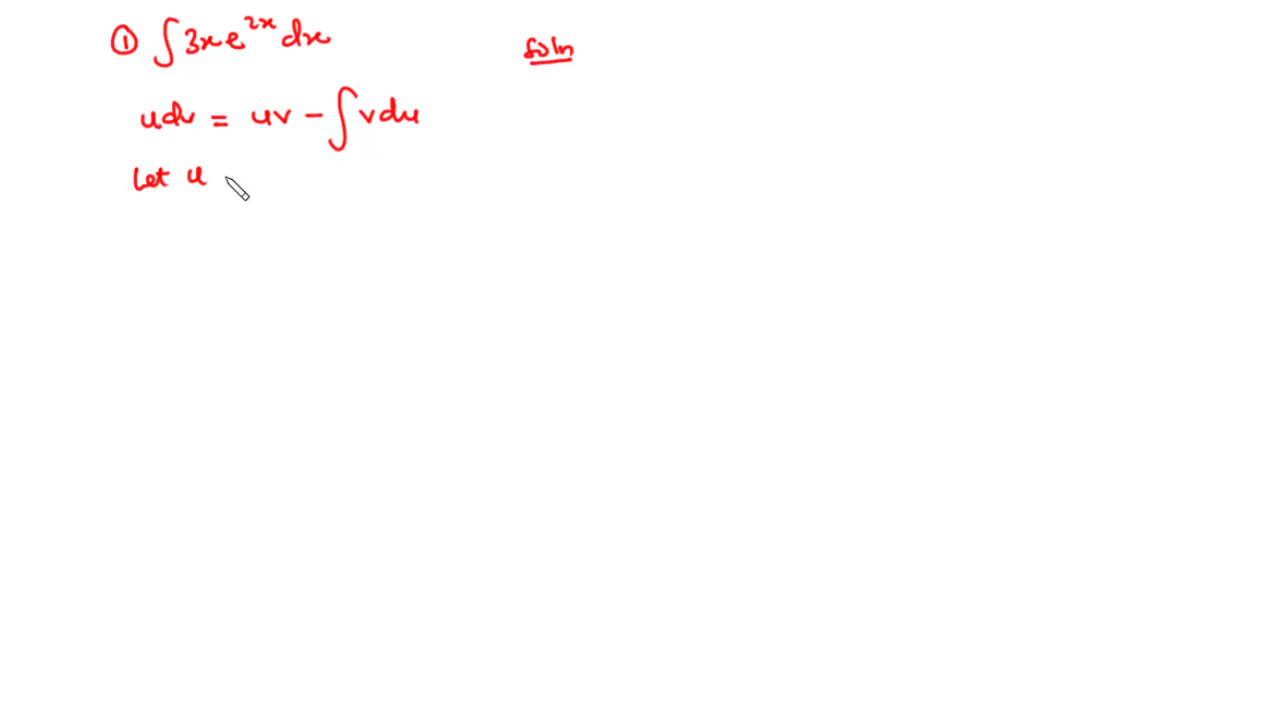 ① ∫3xe^{2x}dx
soln
udv = uv - ∫vdu
Let u